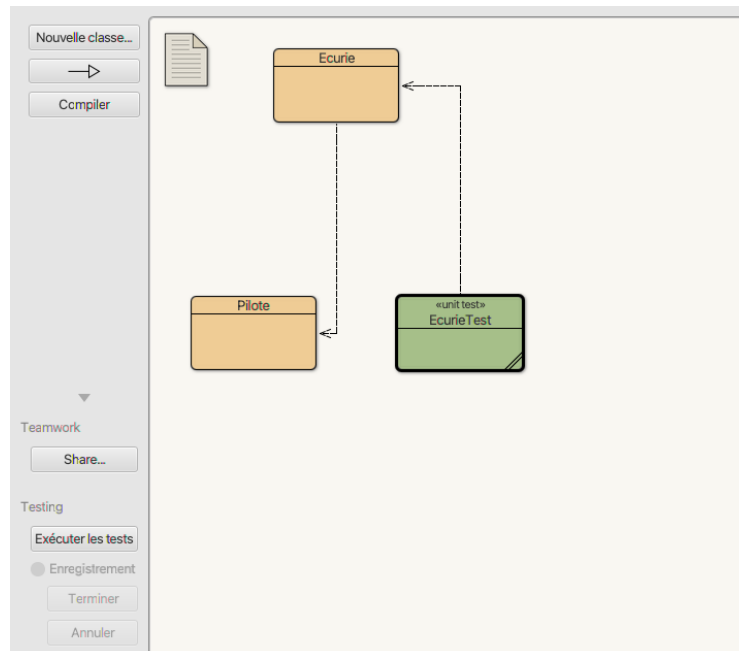 Nouvelle classe...
Compiler
Ecurie
Pilote
«unit test»
EcurieTest
Teamwork
Share...
Testing
Exécuter les tests
Enregistrement
Terminer
Annuler